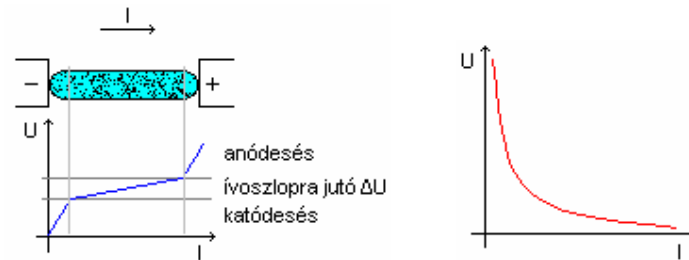 I
-
+
U
anódesés
ívoszlopra jutó ΔU
katódesés
l
U
I